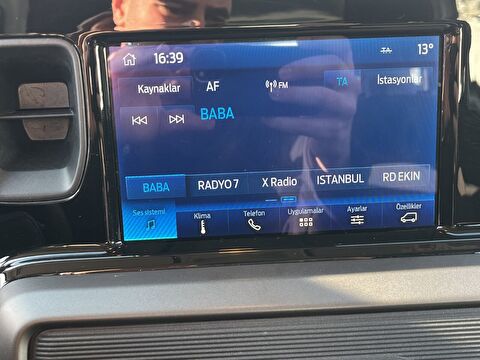 16:39 TA 13°
Kaynaklar AF FM TA İstasyonlar
BABA
BABA RADYO 7 X Radio ISTANBUL RD EKIN
Ses sistemi Klima Telefon Uygulamalar Ayarlar Özellikler